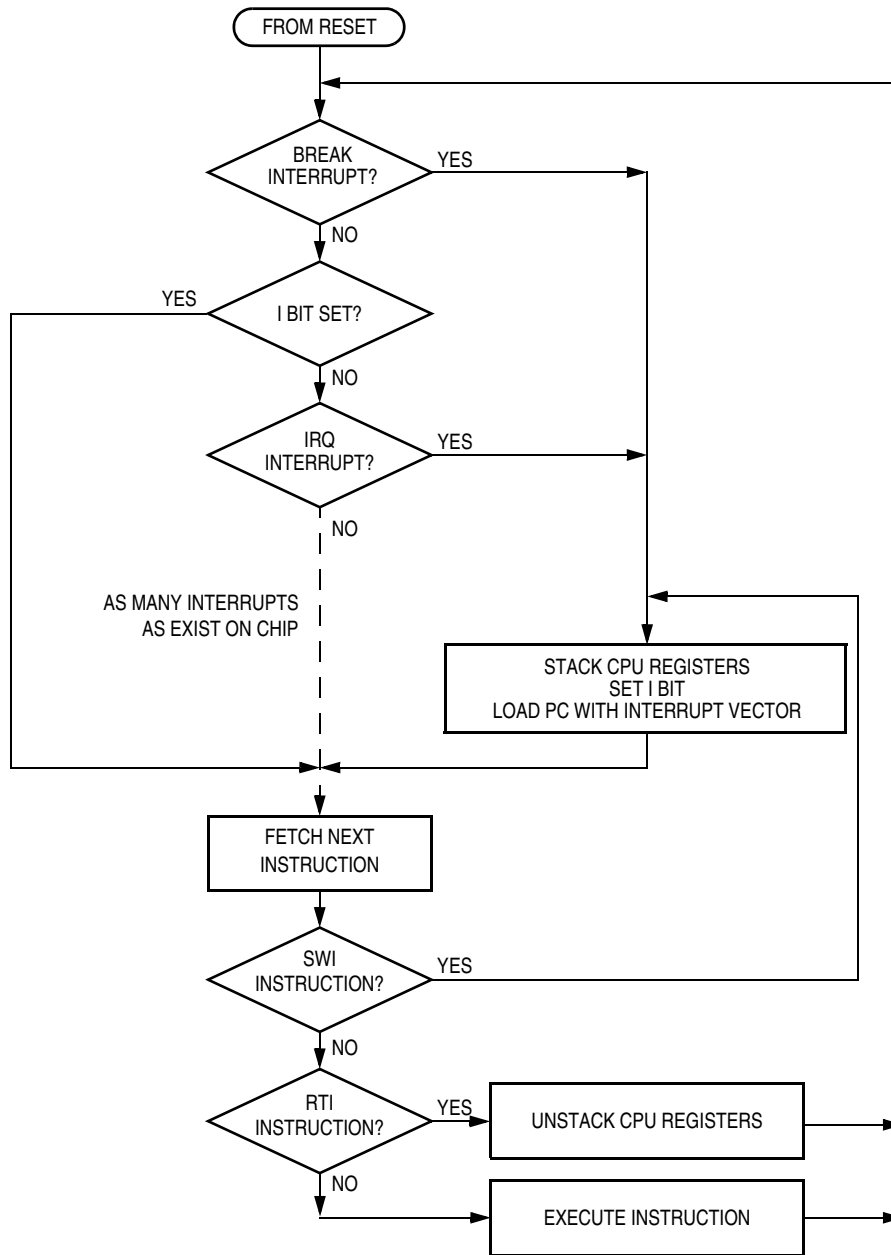 FROM RESET
BREAK
INTERRUPT?
YES
NO
YES
I BIT SET?
NO
IRQ
INTERRUPT?
YES
NO
AS MANY INTERRUPTS
AS EXIST ON CHIP
STACK CPU REGISTERS
SET I BIT
LOAD PC WITH INTERRUPT VECTOR
FETCH NEXT
INSTRUCTION
SWI
INSTRUCTION?
YES
NO
RTI
INSTRUCTION?
YES
UNSTACK CPU REGISTERS
NO
EXECUTE INSTRUCTION